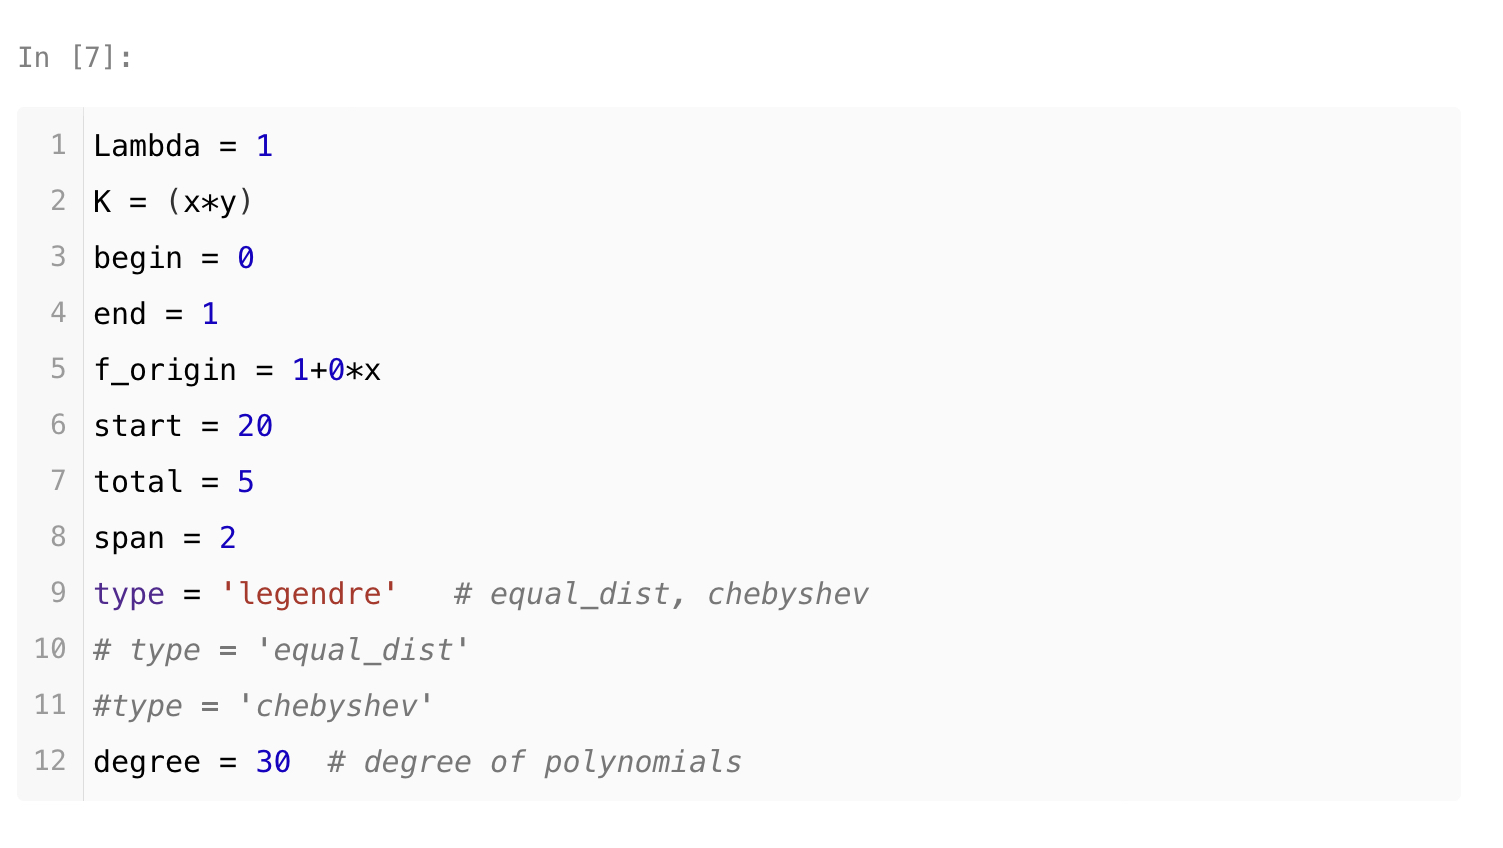 In [7]:
1 Lambda = 1
2 K = (x*y)
3 begin = 0
4 end = 1
5 f_origin = 1+0*x
6 start = 20
7 total = 5
8 span = 2
9 type = 'legendre'   # equal_dist, chebyshev
10 # type = 'equal_dist'
11 #type = 'chebyshev'
12 degree = 30  # degree of polynomials